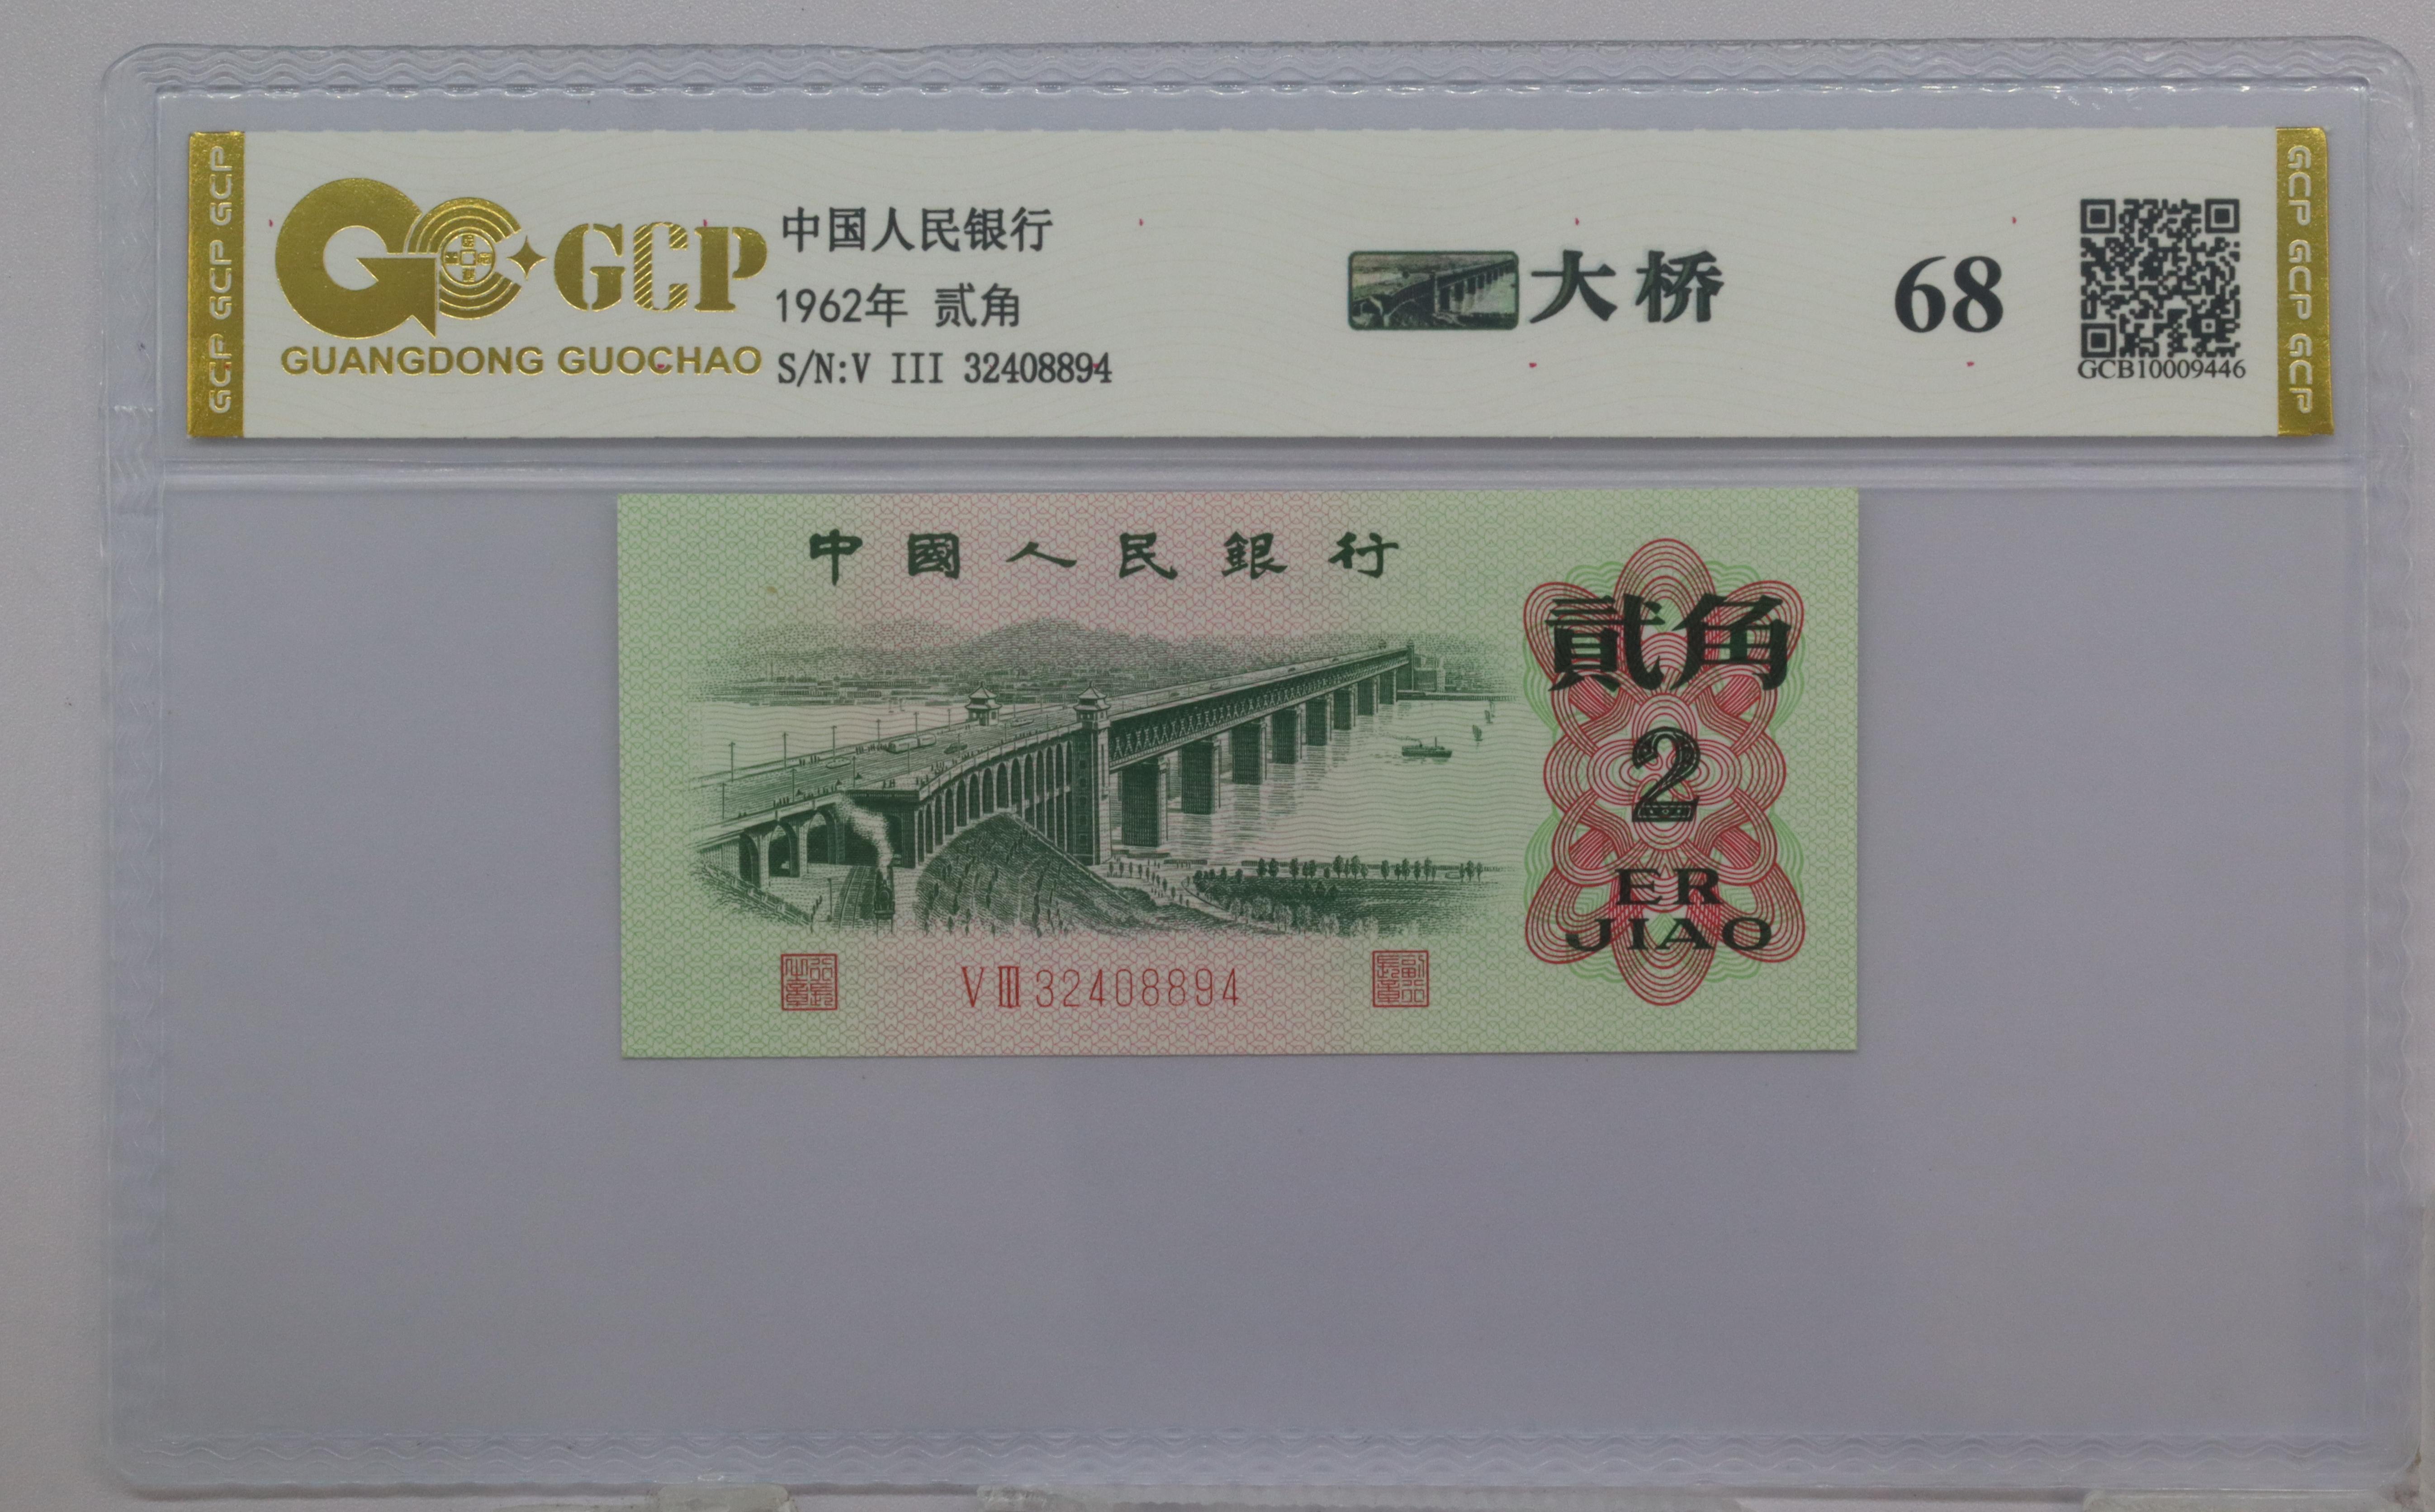 GCP GCP GCP
GCP
GUANGDONG GUOCHAO
中国人民银行
1962年 贰角
S/N:V III 32408894
大桥
68
GCB10009446
GCP GCP GCP
中國人民銀行
貳角
2
ER
JIAO
V III 32408894